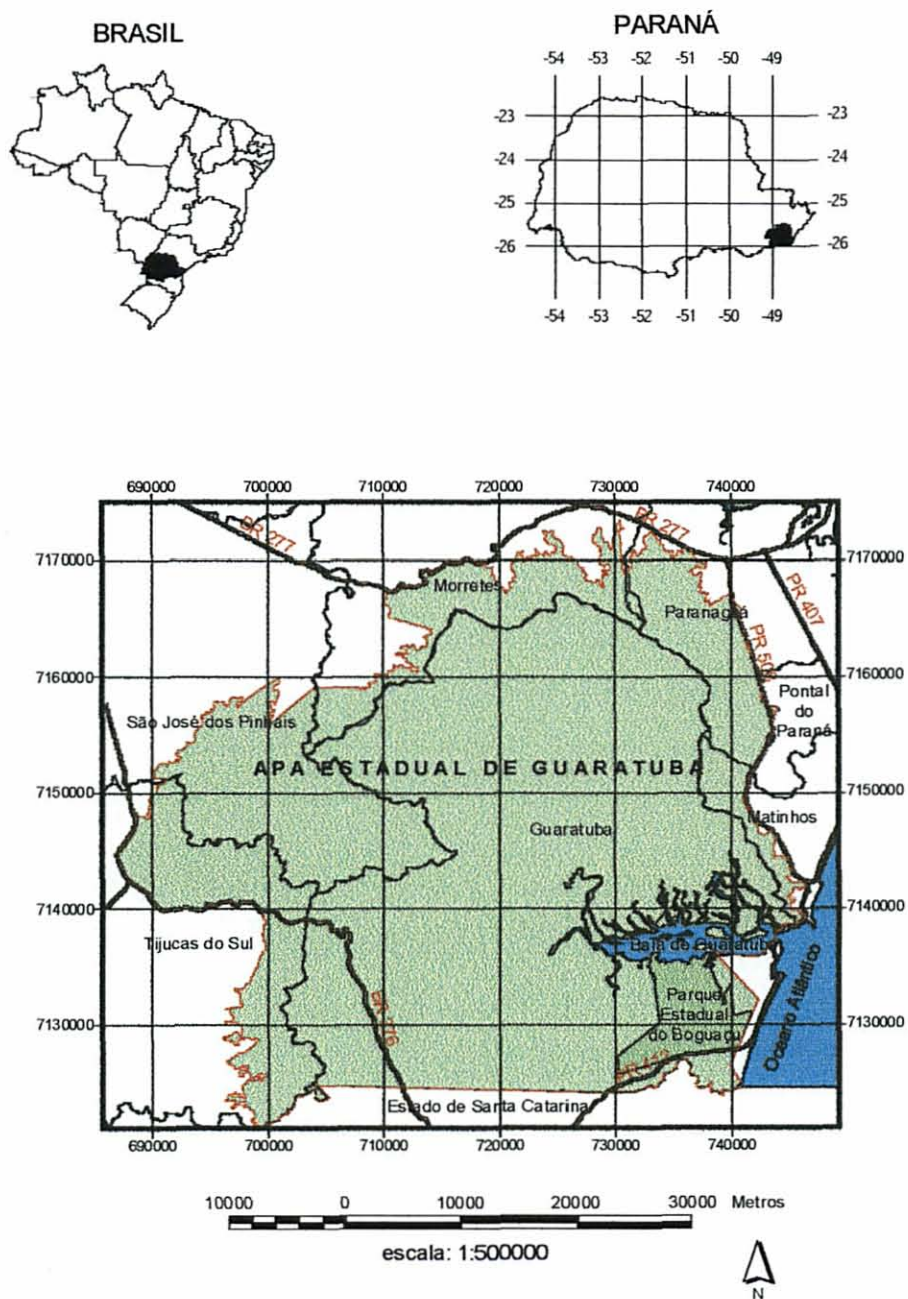 BRASIL
PARANÁ
-54 -53 -52 -51 -50 -49
-23 -23
-24 -24
-25 -25
-26 -26
-54 -53 -52 -51 -50 -49
690000 700000 710000 720000 730000 740000
BR 277
BR 277
7170000 7170000
Morretes
Paranaguá
PR 407
PR 508
7160000 7160000
Pontal
do
Paraná
São José dos Pinhais
APA ESTADUAL DE GUARATUBA
7150000 7150000
Matinhos
Guaratuba
7140000 7140000
Tijucas do Sul
Baía de Guaratuba
Oceano Atlântico
Parque
Estadual
do Boguaçu
BR 376
7130000 7130000
PR 412
Estado de Santa Catarina
690000 700000 710000 720000 730000 740000
10000 0 10000 20000 30000 Metros
escala: 1:500000
N